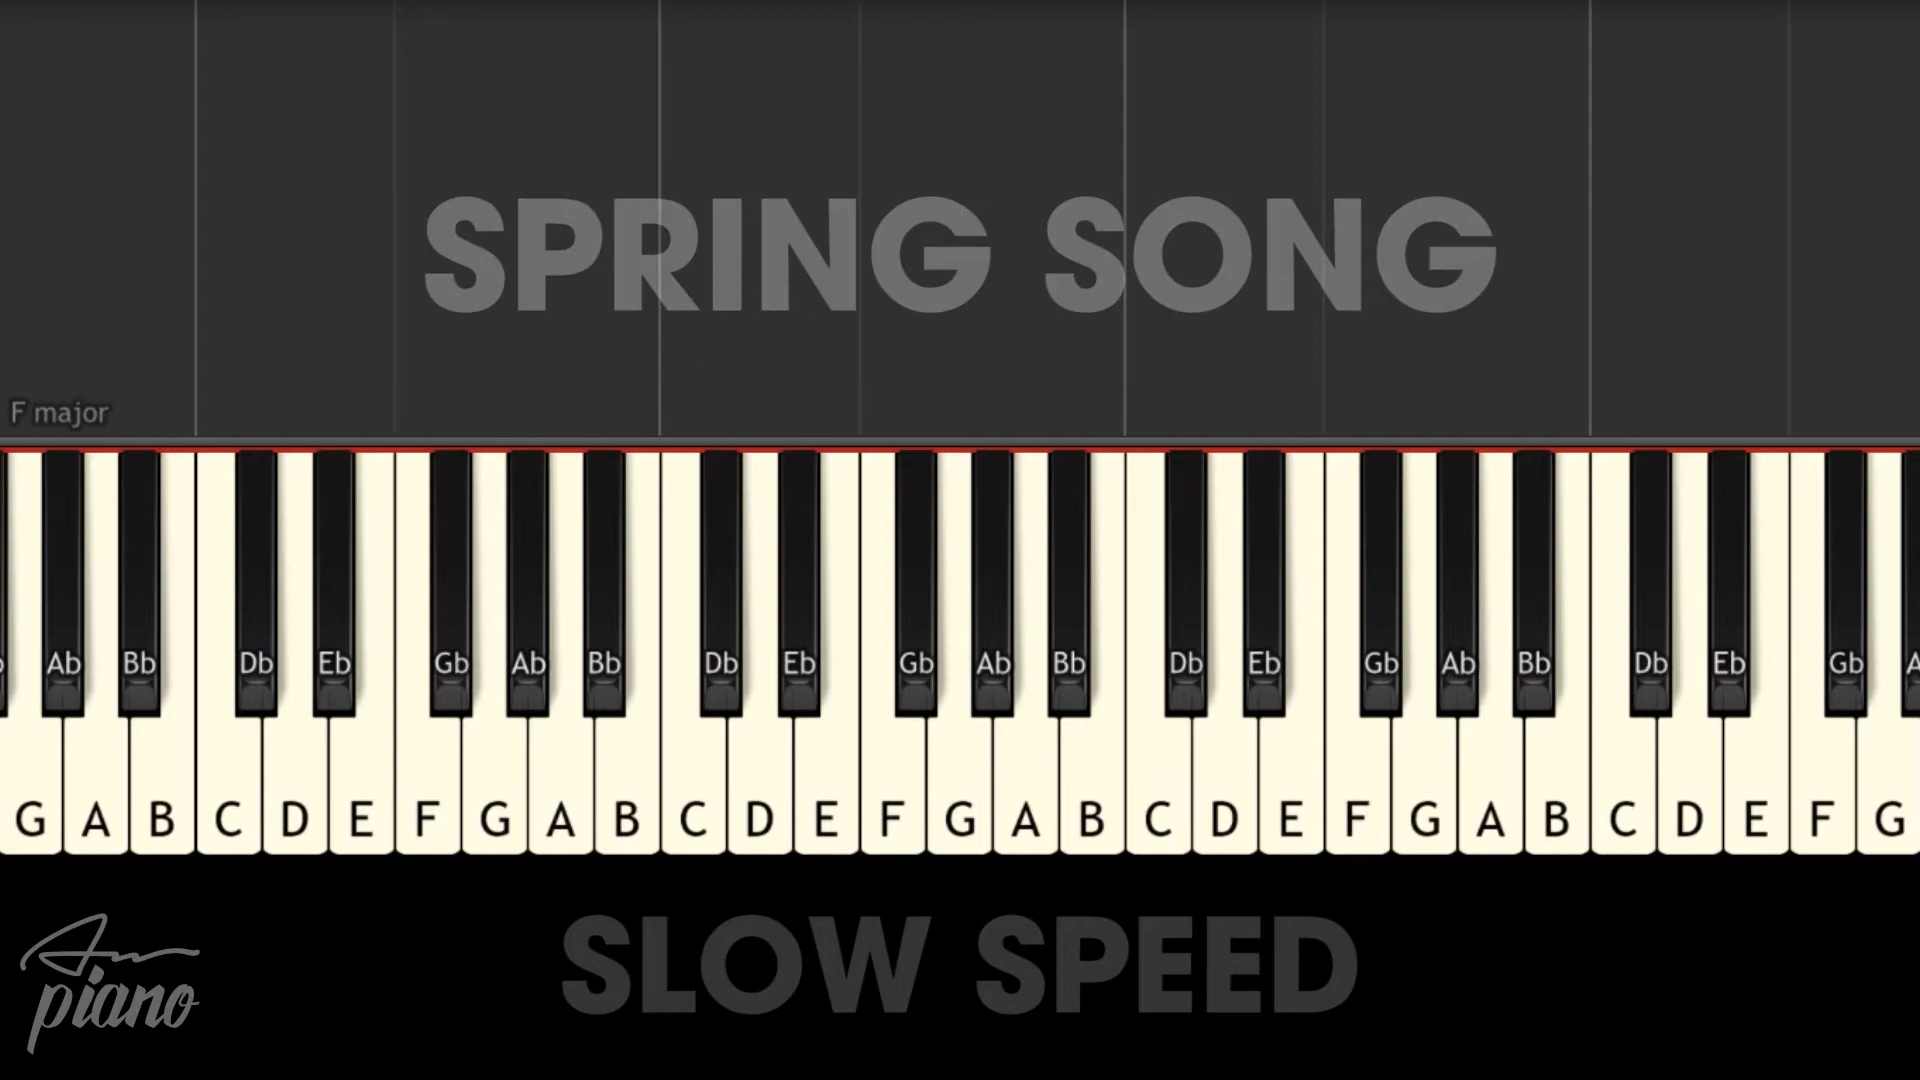 SPRING SONG
F major
Ab Bb Db Eb Gb Ab Bb Db Eb Gb Ab Bb Db Eb Gb Ab Bb Db Eb Gb
G A B C D E F G A B C D E F G A B C D E F G A B C D E F G
SLOW SPEED
piano